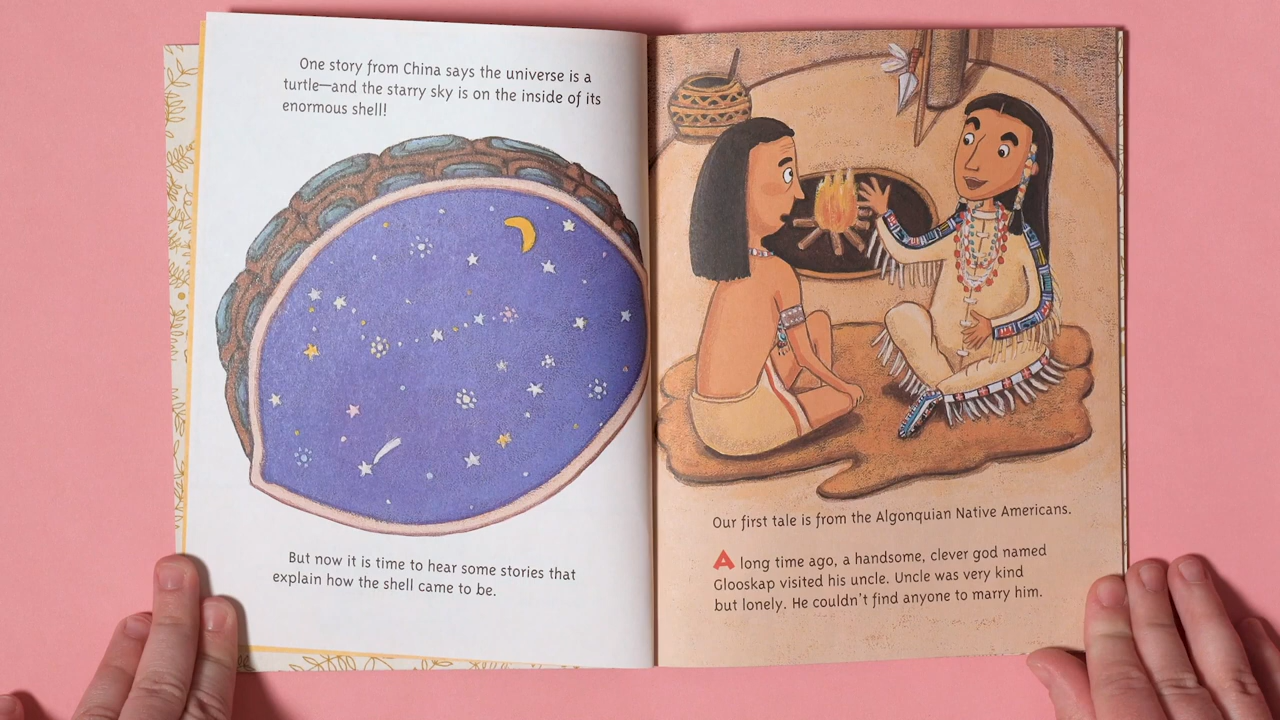 One story from China says the universe is a
turtle—and the starry sky is on the inside of its
enormous shell!
But now it is time to hear some stories that
explain how the shell came to be.
Our first tale is from the Algonquian Native Americans.
A long time ago, a handsome, clever god named
Glooskap visited his uncle. Uncle was very kind
but lonely. He couldn't find anyone to marry him.